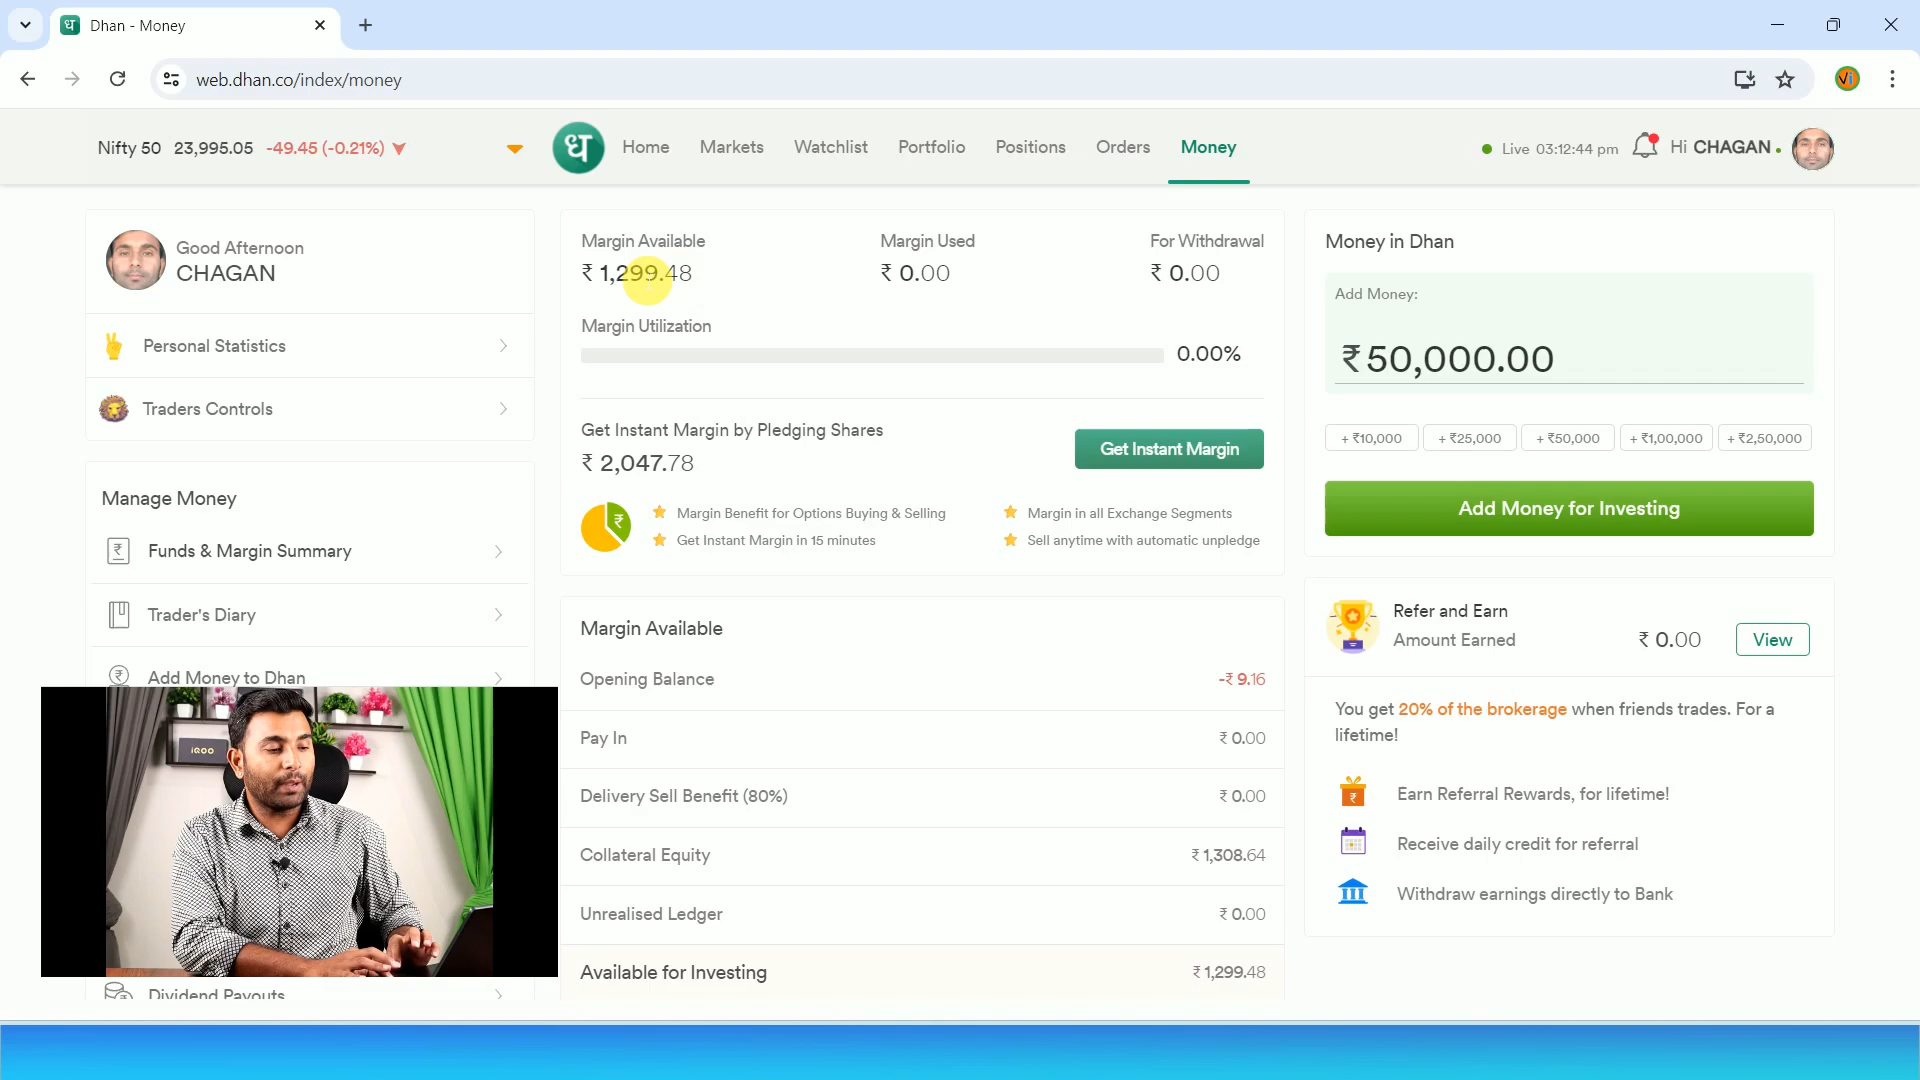 Dhan - Money
web.dhan.co/index/money
Nifty 50 23,995.05 -49.45 (-0.21%)
ध
Home
Markets
Watchlist
Portfolio
Positions
Orders
Money
Live 03:12:44 pm
Hi CHAGAN
Good Afternoon
CHAGAN
Personal Statistics
Traders Controls
Manage Money
Funds & Margin Summary
Trader's Diary
Add Money to Dhan
iQOO
Dividend Payouts
Margin Available
₹ 1,299.48
Margin Used
₹ 0.00
For Withdrawal
₹ 0.00
Margin Utilization
0.00%
Get Instant Margin by Pledging Shares
₹ 2,047.78
Get Instant Margin
Margin Benefit for Options Buying & Selling
Margin in all Exchange Segments
Get Instant Margin in 15 minutes
Sell anytime with automatic unpledge
Margin Available
Opening Balance -₹ 9.16
Pay In ₹ 0.00
Delivery Sell Benefit (80%) ₹ 0.00
Collateral Equity ₹ 1,308.64
Unrealised Ledger ₹ 0.00
Available for Investing ₹ 1,299.48
Money in Dhan
Add Money:
₹50,000.00
+ ₹10,000
+ ₹25,000
+ ₹50,000
+ ₹1,00,000
+ ₹2,50,000
Add Money for Investing
Refer and Earn
Amount Earned ₹ 0.00
View
You get 20% of the brokerage when friends trades. For a
lifetime!
Earn Referral Rewards, for lifetime!
Receive daily credit for referral
Withdraw earnings directly to Bank